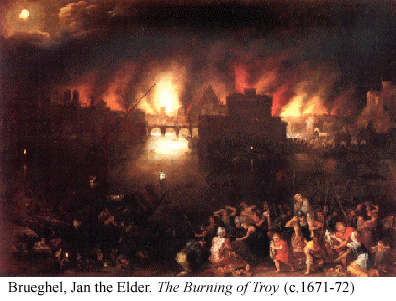 Brueghel, Jan the Elder. The Burning of Troy (c.1671-72)